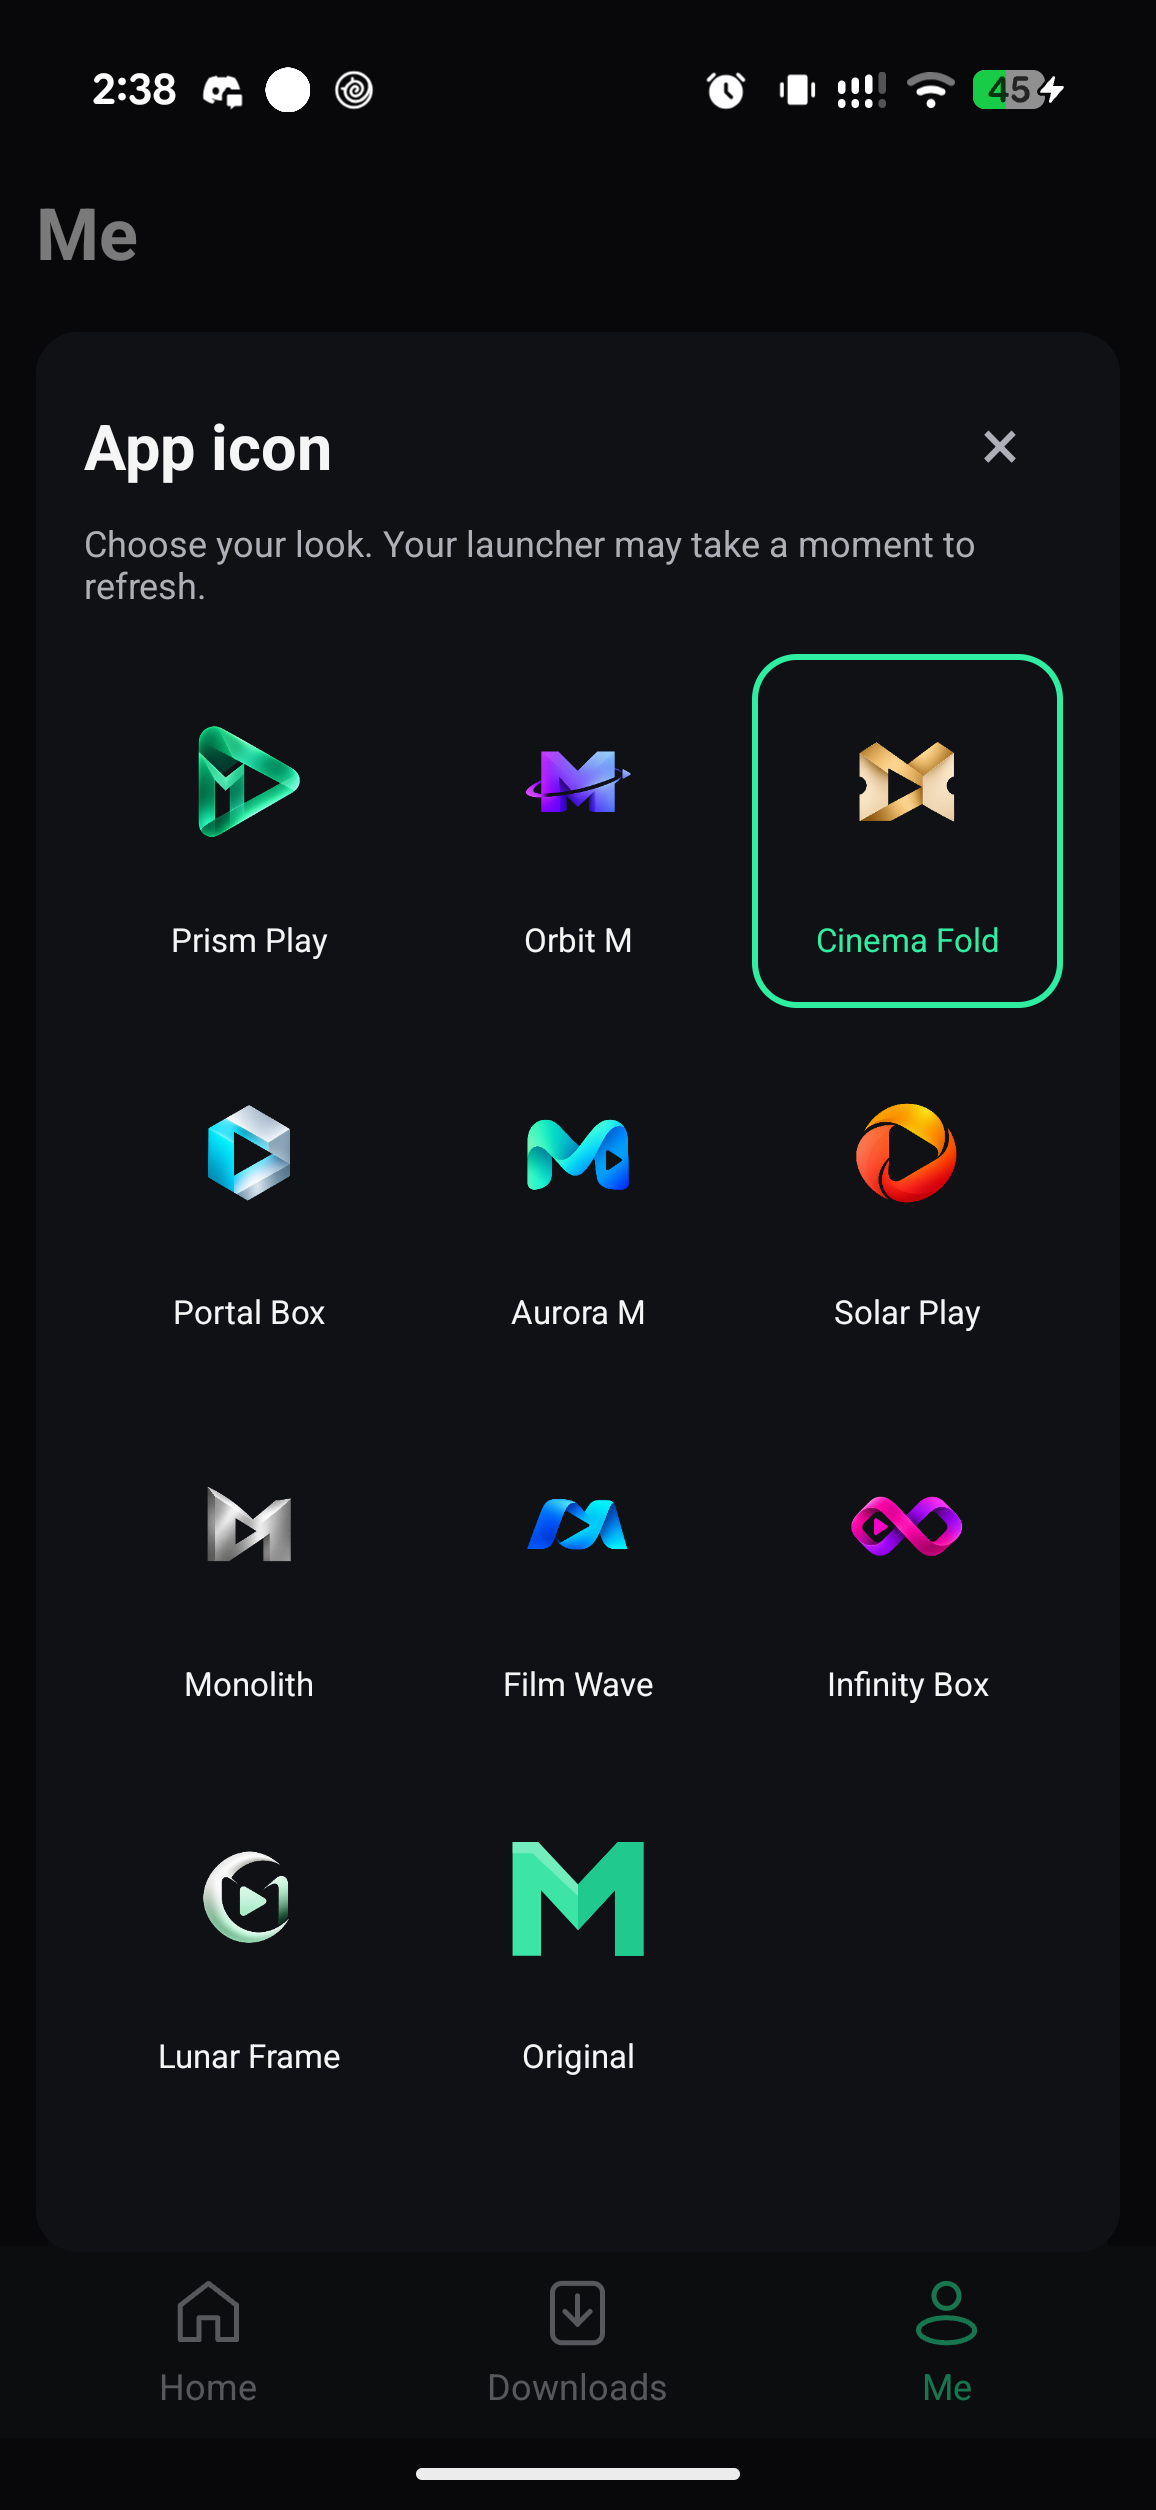 2:38
45
Me
App icon
Choose your look. Your launcher may take a moment to
refresh.
Prism Play
Orbit M
Cinema Fold
Portal Box
Aurora M
Solar Play
Monolith
Film Wave
Infinity Box
Lunar Frame
Original
Home
Downloads
Me